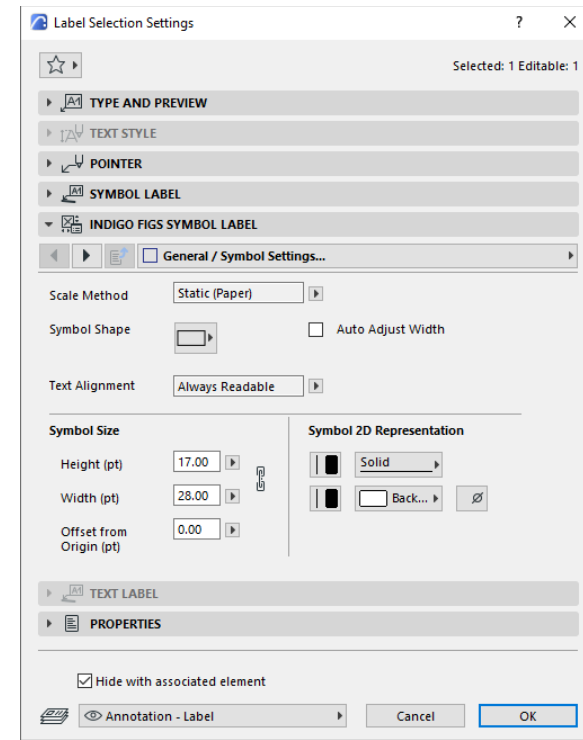 Label Selection Settings
?
Selected: 1 Editable: 1
TYPE AND PREVIEW
TEXT STYLE
POINTER
SYMBOL LABEL
INDIGO FIGS SYMBOL LABEL
General / Symbol Settings...
Scale Method Static (Paper)
Symbol Shape Auto Adjust Width
Text Alignment Always Readable
Symbol Size Symbol 2D Representation
Height (pt) 17.00 Solid
Width (pt) 28.00 Back...
Offset from Origin (pt) 0.00
TEXT LABEL
PROPERTIES
Hide with associated element
Annotation - Label Cancel OK